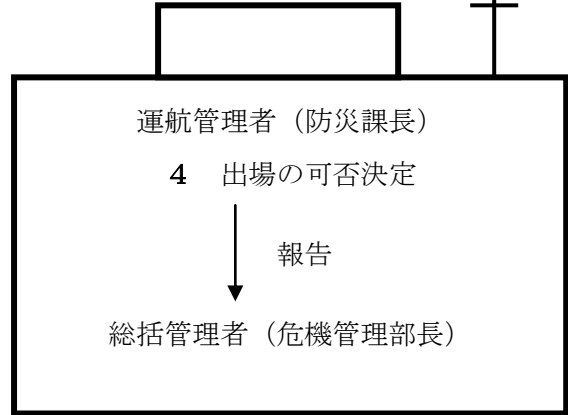 運航管理者（防災課長）
4　出場の可否決定
報告
総括管理者（危機管理部長）